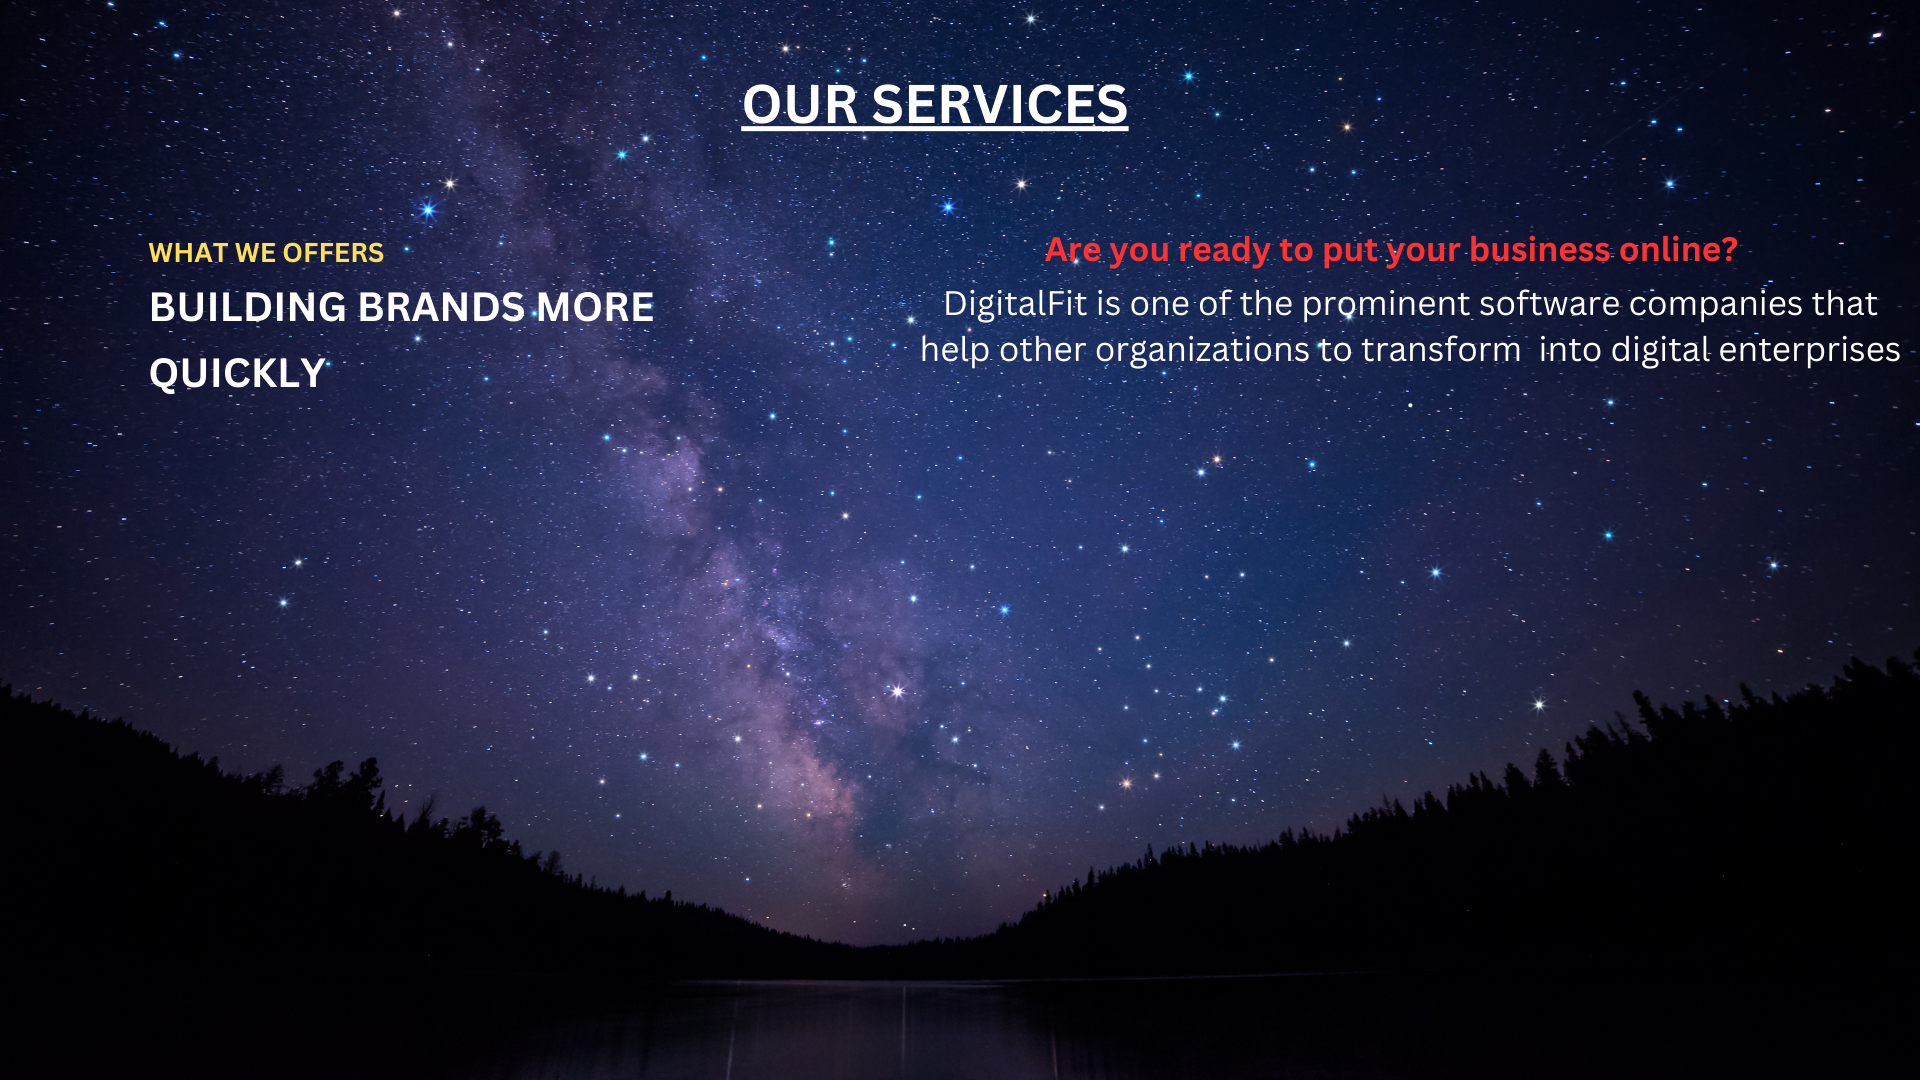 OUR SERVICES
WHAT WE OFFERS
BUILDING BRANDS MORE
QUICKLY
Are you ready to put your business online?
DigitalFit is one of the prominent software companies that
help other organizations to transform  into digital enterprises